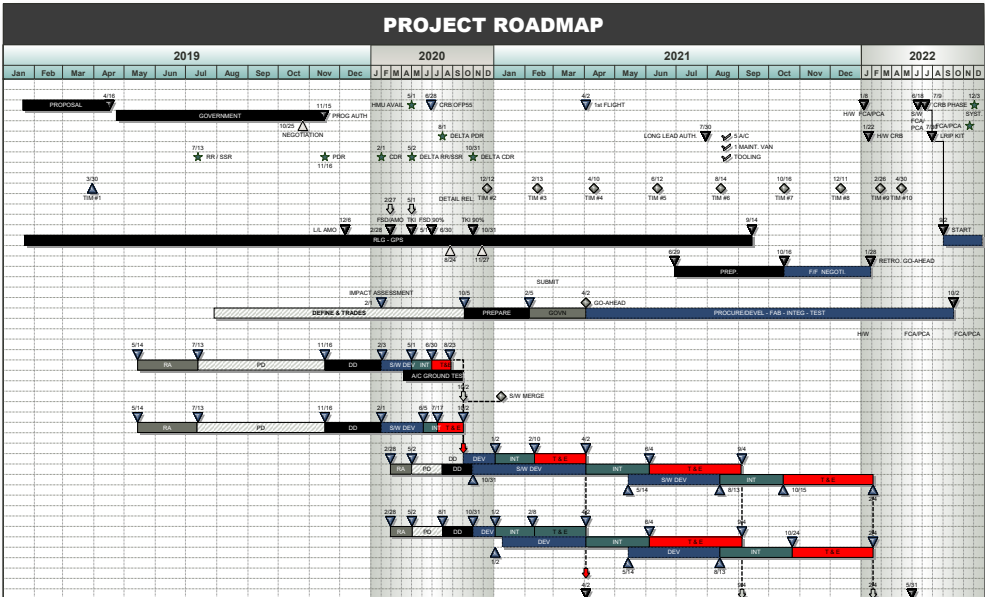 PROJECT ROADMAP
2019 2020 2021 2022
Jan Feb Mar Apr May Jun Jul Aug Sep Oct Nov Dec J F M A M J J A S O N D Jan Feb Mar Apr May Jun Jul Aug Sep Oct Nov Dec J F M A M J J A S O N D
4/16 5/1 6/28 4/2 1/8 6/18 7/9 12/3
PROPOSAL HMU AVAIL CRB OFP55 1st FLIGHT CRB PHASE
11/15 H/W FCA/PCA S/W SYST.
GOVERNMENT PROG AUTH FCA/
10/25 PCA FCA/PCA
NEGOTIATION
8/1 7/30 1/22
DELTA PDR LONG LEAD AUTH. 5 A/C H/W CRB LRIP KIT
1 MAINT. VAN
7/13 2/1 5/2 10/31
RR / SSR PDR CDR DELTA RR/SSR DELTA CDR TOOLING
11/16
3/30 12/12 2/13 4/10 6/12 8/14 10/16 12/11 2/26 4/30
TIM #1 DETAIL REL. TIM #2 TIM #3 TIM #4 TIM #5 TIM #6 TIM #7 TIM #8 TIM #9 TIM #10
2/27 5/1
12/6 FSD/AMO TKI FSD 90% TKI 90% 9/14
L/L AMO 2/28 5/1 6/30 10/31 START
RLG - GPS
8/24 11/27
6/29 10/16 1/28
RETRO. GO-AHEAD
PREP. F/F NEGOTI.
SUBMIT
IMPACT ASSESSMENT 10/5 2/5 4/2 10/2
2/1 GO-AHEAD
DEFINE & TRADES PREPARE GOVN PROCURE/DEVEL - FAB - INTEG - TEST
H/W FCA/PCA FCA/PCA
5/14 7/13 11/16 2/3 5/1 6/30 8/23
RA PD DD S/W DEV INT
A/C GROUND TES
10/2
S/W MERGE
5/14 7/13 11/16 2/1 6/5 7/17 10/2
RA PD DD S/W DEV INT T & E
1/2 2/10 4/2 6/4 9/4
2/28 5/2 DD DEV INT T & E
RA PD DD S/W DEV INT T & E
S/W DEV INT T & E
10/31 5/14 8/13 10/15 2/4
2/28 5/2 8/1 10/31 1/2 2/8 4/2 8/4 9/4 10/24 2/4
RA PD DD DEV INT T & E
DEV INT T & E
DEV INT T & E
1/2 5/14 8/13
4/2 9/4 2/4 5/31